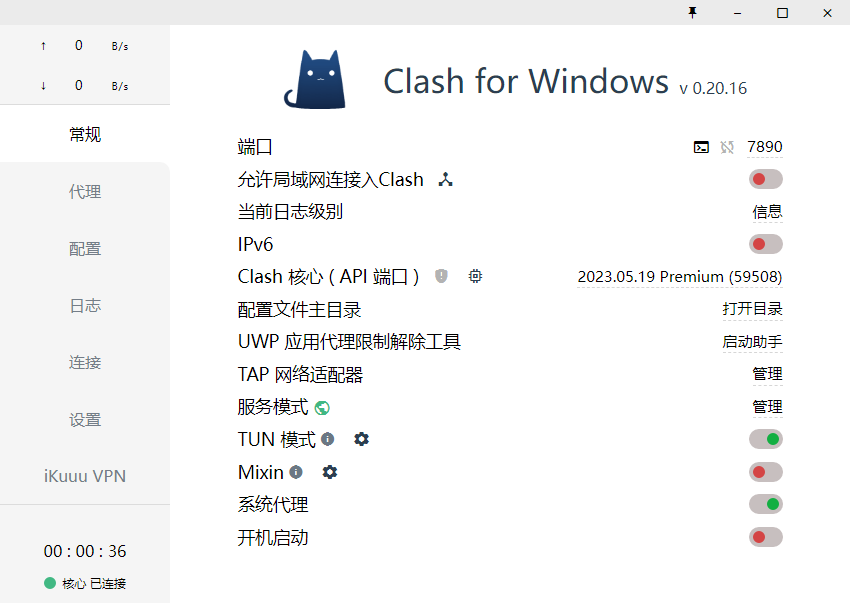 ↑ 0 B/s
↓ 0 B/s
常规
代理
配置
日志
连接
设置
iKuuu VPN
00 : 00 : 36
核心 已连接
Clash for Windows v 0.20.16
端口 7890
允许局域网连接入Clash
当前日志级别 信息
IPv6
Clash 核心 ( API 端口 ) 2023.05.19 Premium (59508)
配置文件主目录 打开目录
UWP 应用代理限制解除工具 启动助手
TAP 网络适配器 管理
服务模式 管理
TUN 模式
Mixin
系统代理
开机启动